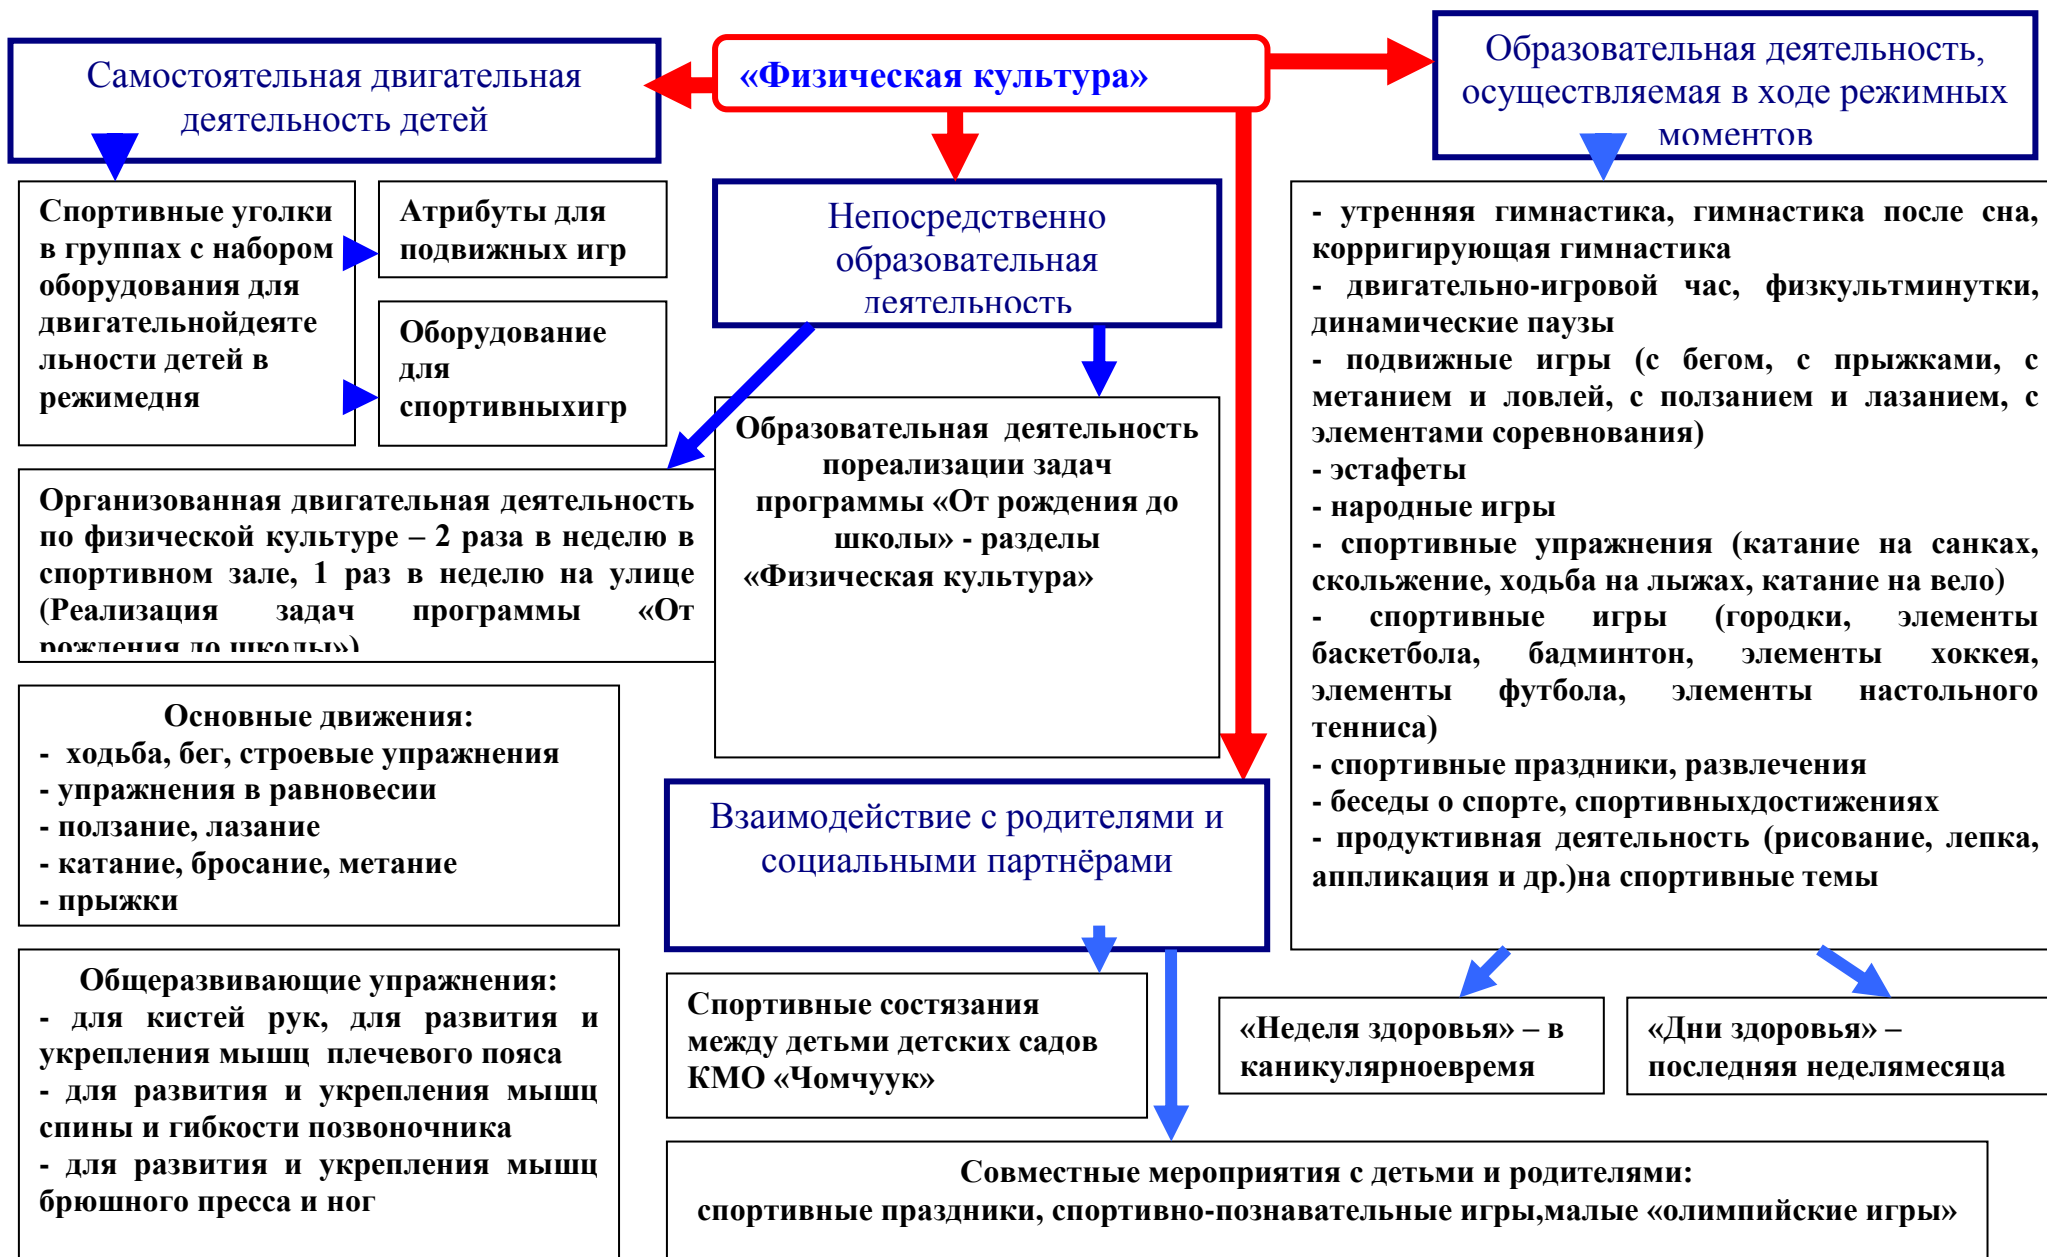 «Физическая культура»
Самостоятельная двигательная
деятельность детей
Образовательная деятельность,
осуществляемая в ходе режимных
моментов
Спортивные уголки
в группах с набором
оборудования для
двигательнойдеяте
льности детей в
режимедня
Атрибуты для
подвижных игр
Оборудование
для
спортивныхигр
Непосредственно
образовательная
деятельность
Организованная двигательная деятельность
по физической культуре – 2 раза в неделю в
спортивном зале, 1 раз в неделю на улице
(Реализация задач программы «От
рождения до школы»)
Образовательная деятельность
пореализации задач
программы «От рождения до
школы» - разделы
«Физическая культура»
Основные движения:
- ходьба, бег, строевые упражнения
- упражнения в равновесии
- ползание, лазание
- катание, бросание, метание
- прыжки
Общеразвивающие упражнения:
- для кистей рук, для развития и
укрепления мышц плечевого пояса
- для развития и укрепления мышц
спины и гибкости позвоночника
- для развития и укрепления мышц
брюшного пресса и ног
Взаимодействие с родителями и
социальными партнёрами
Спортивные состязания
между детьми детских садов
КМО «Чомчуук»
- утренняя гимнастика, гимнастика после сна,
корригирующая гимнастика
- двигательно-игровой час, физкультминутки,
динамические паузы
- подвижные игры (с бегом, с прыжками, с
метанием и ловлей, с ползанием и лазанием, с
элементами соревнования)
- эстафеты
- народные игры
- спортивные упражнения (катание на санках,
скольжение, ходьба на лыжах, катание на вело)
- спортивные игры (городки, элементы
баскетбола, бадминтон, элементы хоккея,
элементы футбола, элементы настольного
тенниса)
- спортивные праздники, развлечения
- беседы о спорте, спортивныхдостижениях
- продуктивная деятельность (рисование, лепка,
аппликация и др.)на спортивные темы
«Неделя здоровья» – в
каникулярноевремя
«Дни здоровья» –
последняя неделямесяца
Совместные мероприятия с детьми и родителями:
спортивные праздники, спортивно-познавательные игры,малые «олимпийские игры»